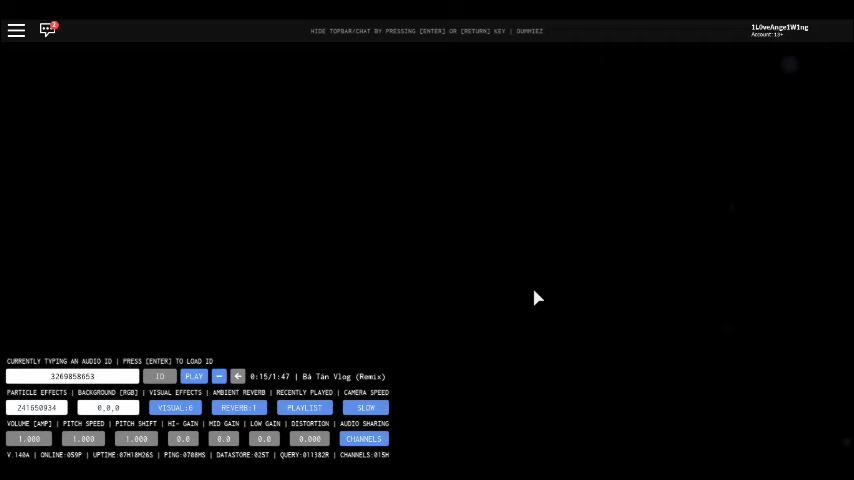 2
HIDE TOPBAR/CHAT BY PRESSING [ENTER] OR [RETURN] KEY | DUMMIEZ
1L0veAnge1W1ng
Account: 13+
CURRENTLY TYPING AN AUDIO ID | PRESS [ENTER] TO LOAD ID
3269858653 ID PLAY − ← 0:15/1:47 | Bà Tân Vlog (Remix)
PARTICLE EFFECTS | BACKGROUND [RGB] | VISUAL EFFECTS | AMBIENT REVERB | RECENTLY PLAYED | CAMERA SPEED
241650934 0,0,0 VISUAL:6 REVERB:1 PLAYLIST SLOW
VOLUME [AMP] | PITCH SPEED | PITCH SHIFT | HI- GAIN | MID GAIN | LOW GAIN | DISTORTION | AUDIO SHARING
1.000 1.000 1.000 0.0 0.0 0.0 0.000 CHANNELS
V.140A | ONLINE:059P | UPTIME:07H18M26S | PING:0708MS | DATASTORE:025T | QUERY:011382R | CHANNELS:015H